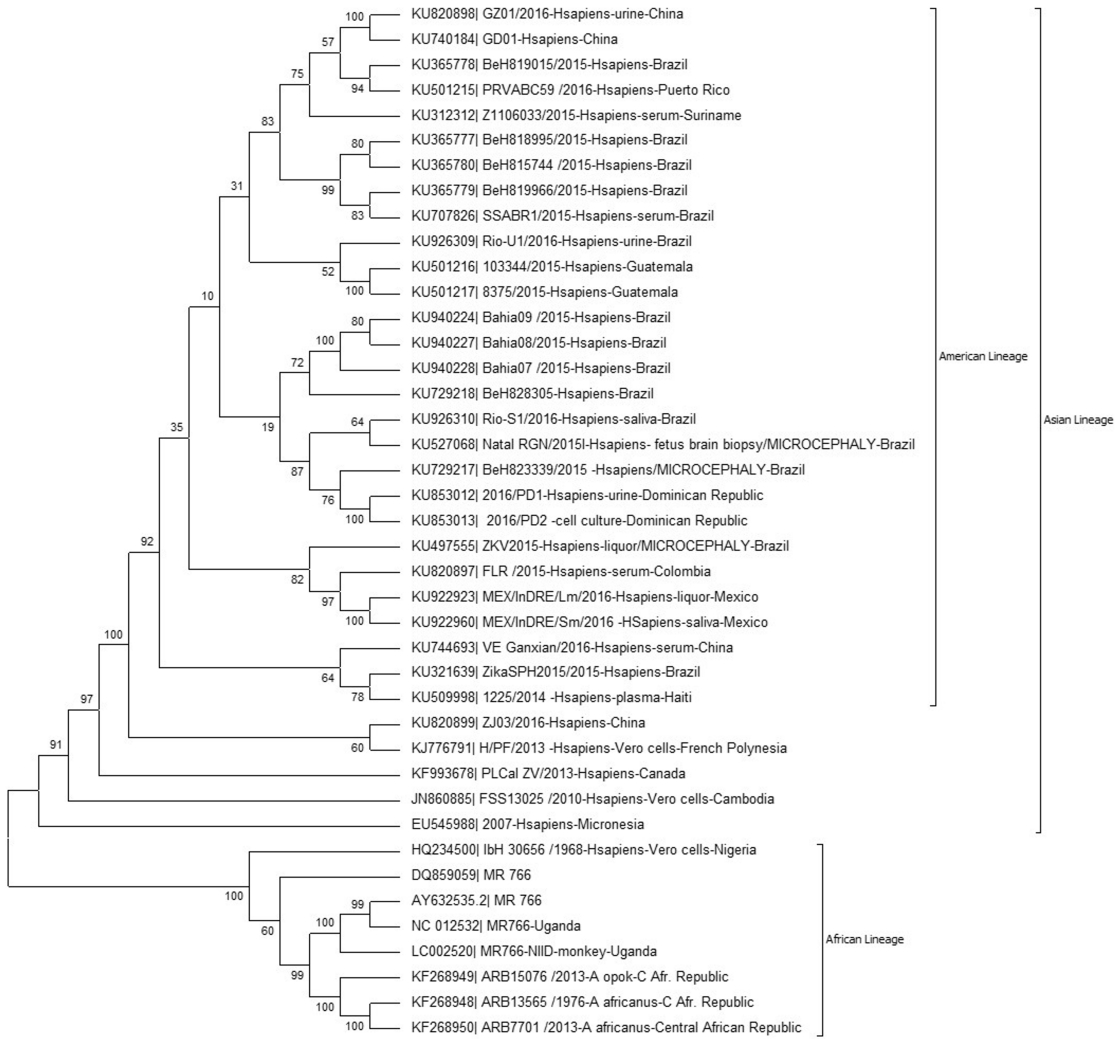 KU820898| GZ01/2016-Hsapiens-urine-China
100
KU740184| GD01-Hsapiens-China
57
KU365778| BeH819015/2015-Hsapiens-Brazil
75
94
KU501215| PRVABC59 /2016-Hsapiens-Puerto Rico
KU312312| Z1106033/2015-Hsapiens-serum-Suriname
83
KU365777| BeH818995/2015-Hsapiens-Brazil
80
KU365780| BeH815744 /2015-Hsapiens-Brazil
99
KU365779| BeH819966/2015-Hsapiens-Brazil
31
83
KU707826| SSABR1/2015-Hsapiens-serum-Brazil
KU926309| Rio-U1/2016-Hsapiens-urine-Brazil
52
KU501216| 103344/2015-Hsapiens-Guatemala
100
KU501217| 8375/2015-Hsapiens-Guatemala
10
KU940224| Bahia09 /2015-Hsapiens-Brazil
80
KU940227| Bahia08/2015-Hsapiens-Brazil
100
American Lineage
72
KU940228| Bahia07 /2015-Hsapiens-Brazil
KU729218| BeH828305-Hsapiens-Brazil
19
KU926310| Rio-S1/2016-Hsapiens-saliva-Brazil
Asian Lineage
64
35
KU527068| Natal RGN/2015l-Hsapiens- fetus brain biopsy/MICROCEPHALY-Brazil
87
KU729217| BeH823339/2015 -Hsapiens/MICROCEPHALY-Brazil
76
KU853012| 2016/PD1-Hsapiens-urine-Dominican Republic
100
KU853013|  2016/PD2 -cell culture-Dominican Republic
92
KU497555| ZKV2015-Hsapiens-liquor/MICROCEPHALY-Brazil
82
KU820897| FLR /2015-Hsapiens-serum-Colombia
97
KU922923| MEX/InDRE/Lm/2016-Hsapiens-liquor-Mexico
100
KU922960| MEX/InDRE/Sm/2016 -HSapiens-saliva-Mexico
100
KU744693| VE Ganxian/2016-Hsapiens-serum-China
64
KU321639| ZikaSPH2015/2015-Hsapiens-Brazil
78
KU509998| 1225/2014 -Hsapiens-plasma-Haiti
97
KU820899| ZJ03/2016-Hsapiens-China
60
KJ776791| H/PF/2013 -Hsapiens-Vero cells-French Polynesia
91
KF993678| PLCal ZV/2013-Hsapiens-Canada
JN860885| FSS13025 /2010-Hsapiens-Vero cells-Cambodia
EU545988| 2007-Hsapiens-Micronesia
HQ234500| IbH 30656 /1968-Hsapiens-Vero cells-Nigeria
100
DQ859059| MR 766
60
AY632535.2| MR 766
99
NC 012532| MR766-Uganda
100
African Lineage
LC002520| MR766-NIID-monkey-Uganda
99
KF268949| ARB15076 /2013-A opok-C Afr. Republic
100
KF268948| ARB13565 /1976-A africanus-C Afr. Republic
100
KF268950| ARB7701 /2013-A africanus-Central African Republic